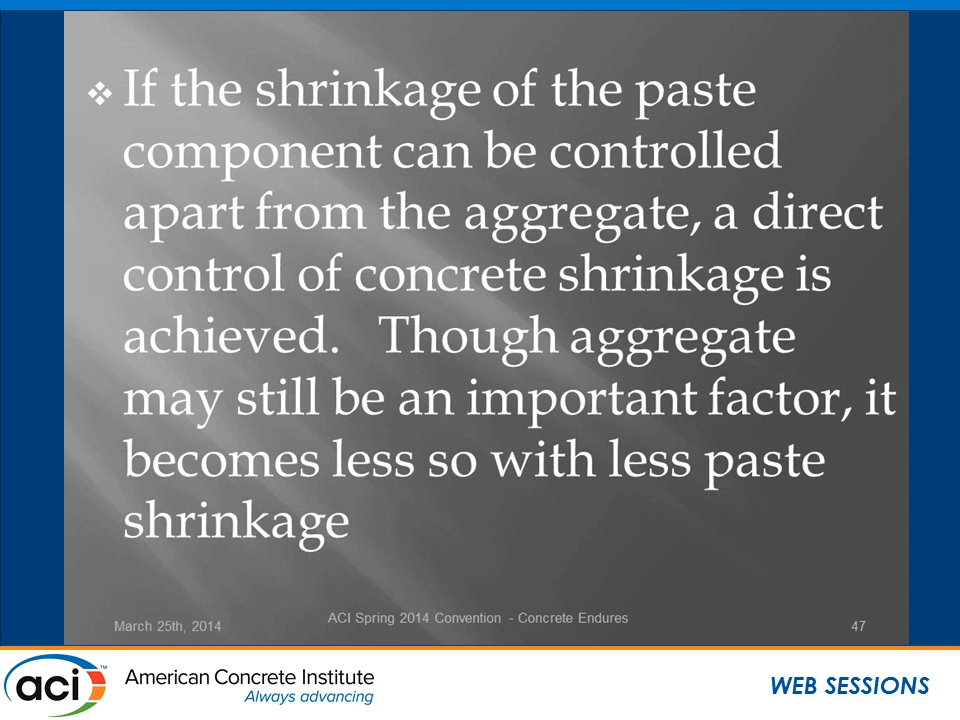 ❖ If the shrinkage of the paste
component can be controlled
apart from the aggregate, a direct
control of concrete shrinkage is
achieved.   Though aggregate
may still be an important factor, it
becomes less so with less paste
shrinkage
March 25th, 2014
ACI Spring 2014 Convention - Concrete Endures
47
aci™
American Concrete Institute
Always advancing
WEB SESSIONS